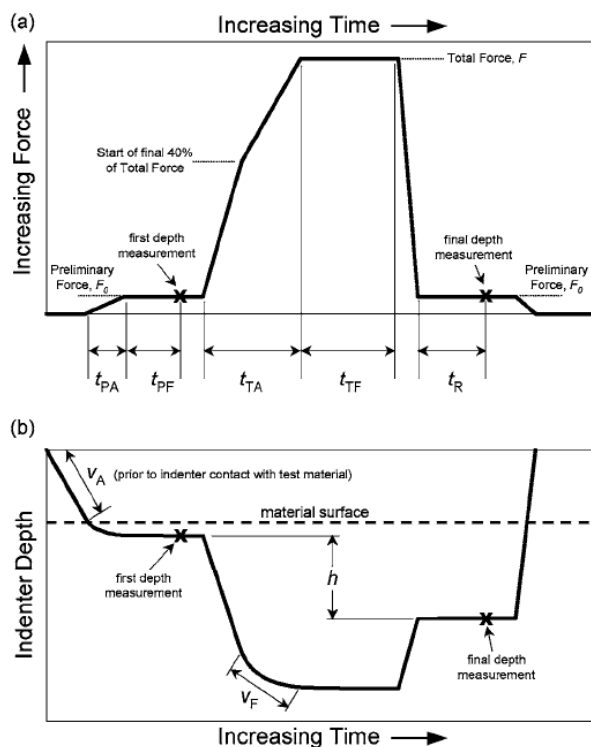 (a)
Increasing Time
Increasing Force
Total Force, F
Start of final 40%
of Total Force
first depth
measurement
final depth
measurement
Preliminary
Force, F0
Preliminary
Force, F0
X
X
tPA
tPF
tTA
tTF
tR
(b)
Indenter Depth
vA
(prior to indenter contact with test material)
material surface
X
first depth
measurement
h
X
final depth
measurement
vF
Increasing Time